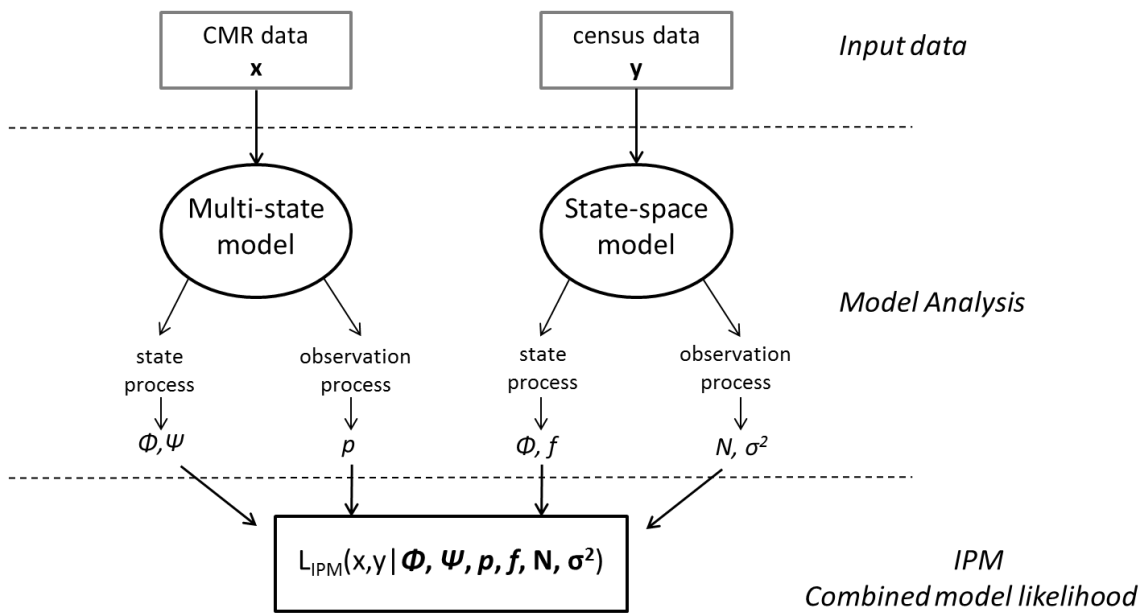 CMR data
x
census data
y
Input data
Multi-state
model
State-space
model
Model Analysis
state
process
observation
process
state
process
observation
process
Φ,Ψ
p
Φ, f
N, σ²
L_IPM(x,y| Φ, Ψ, p, f, N, σ²)
IPM
Combined model likelihood